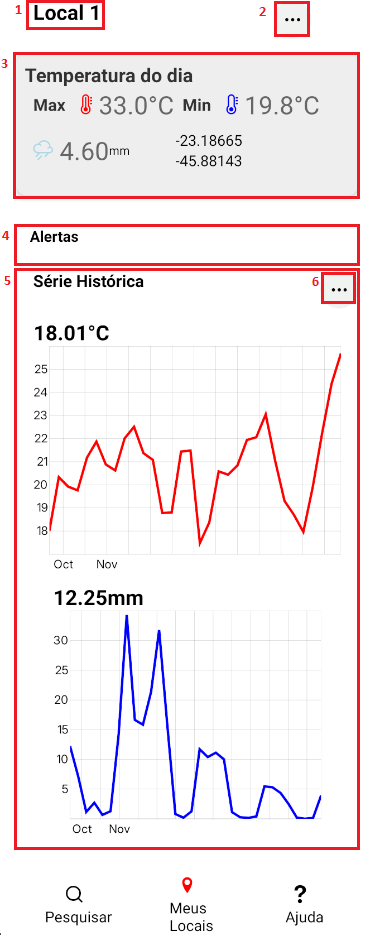 1 Local 1 2 ...
3
Temperatura do dia
Max 33.0°C Min 19.8°C
4.60mm -23.18665
-45.88143
4 Alertas
5 Série Histórica 6 ...
18.01°C
25
24
23
22
21
20
19
18
Oct Nov
12.25mm
30
25
20
15
10
5
Oct Nov
Pesquisar
Meus
Locais
?
Ajuda